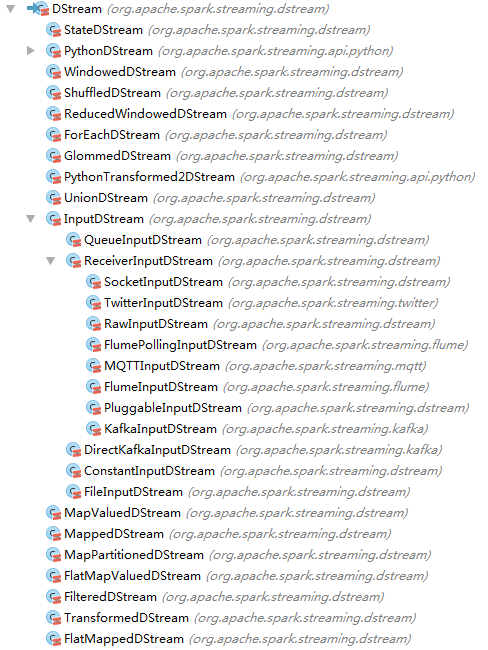 DStream (org.apache.spark.streaming.dstream)
StateDStream (org.apache.spark.streaming.dstream)
PythonDStream (org.apache.spark.streaming.api.python)
WindowedDStream (org.apache.spark.streaming.dstream)
ShuffledDStream (org.apache.spark.streaming.dstream)
ReducedWindowedDStream (org.apache.spark.streaming.dstream)
ForEachDStream (org.apache.spark.streaming.dstream)
GlommedDStream (org.apache.spark.streaming.dstream)
PythonTransformed2DStream (org.apache.spark.streaming.api.python)
UnionDStream (org.apache.spark.streaming.dstream)
InputDStream (org.apache.spark.streaming.dstream)
QueueInputDStream (org.apache.spark.streaming.dstream)
ReceiverInputDStream (org.apache.spark.streaming.dstream)
SocketInputDStream (org.apache.spark.streaming.dstream)
TwitterInputDStream (org.apache.spark.streaming.twitter)
RawInputDStream (org.apache.spark.streaming.dstream)
FlumePollingInputDStream (org.apache.spark.streaming.flume)
MQTTInputDStream (org.apache.spark.streaming.mqtt)
FlumeInputDStream (org.apache.spark.streaming.flume)
PluggableInputDStream (org.apache.spark.streaming.dstream)
KafkaInputDStream (org.apache.spark.streaming.kafka)
DirectKafkaInputDStream (org.apache.spark.streaming.kafka)
ConstantInputDStream (org.apache.spark.streaming.dstream)
FileInputDStream (org.apache.spark.streaming.dstream)
MapValuedDStream (org.apache.spark.streaming.dstream)
MappedDStream (org.apache.spark.streaming.dstream)
MapPartitionedDStream (org.apache.spark.streaming.dstream)
FlatMapValuedDStream (org.apache.spark.streaming.dstream)
FilteredDStream (org.apache.spark.streaming.dstream)
TransformedDStream (org.apache.spark.streaming.dstream)
FlatMappedDStream (org.apache.spark.streaming.dstream)